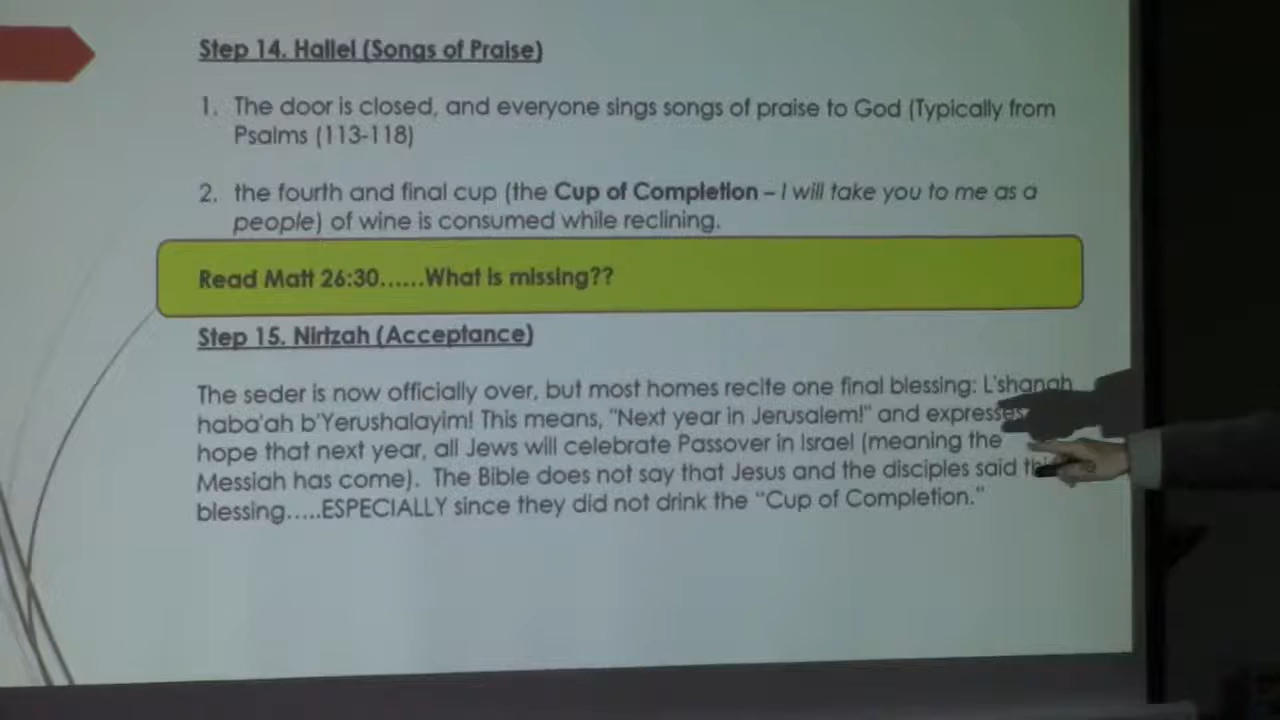 Step 14. Hallel (Songs of Praise)
1. The door is closed, and everyone sings songs of praise to God (Typically from
Psalms (113-118)
2. the fourth and final cup (the Cup of Completion – I will take you to me as a
people) of wine is consumed while reclining.
Read Matt 26:30......What is missing??
Step 15. Nirtzah (Acceptance)
The seder is now officially over, but most homes recite one final blessing: L'shanah
haba'ah b'Yerushalayim! This means, "Next year in Jerusalem!" and expresses
hope that next year, all Jews will celebrate Passover in Israel (meaning the
Messiah has come). The Bible does not say that Jesus and the disciples said this
blessing.....ESPECIALLY since they did not drink the "Cup of Completion."